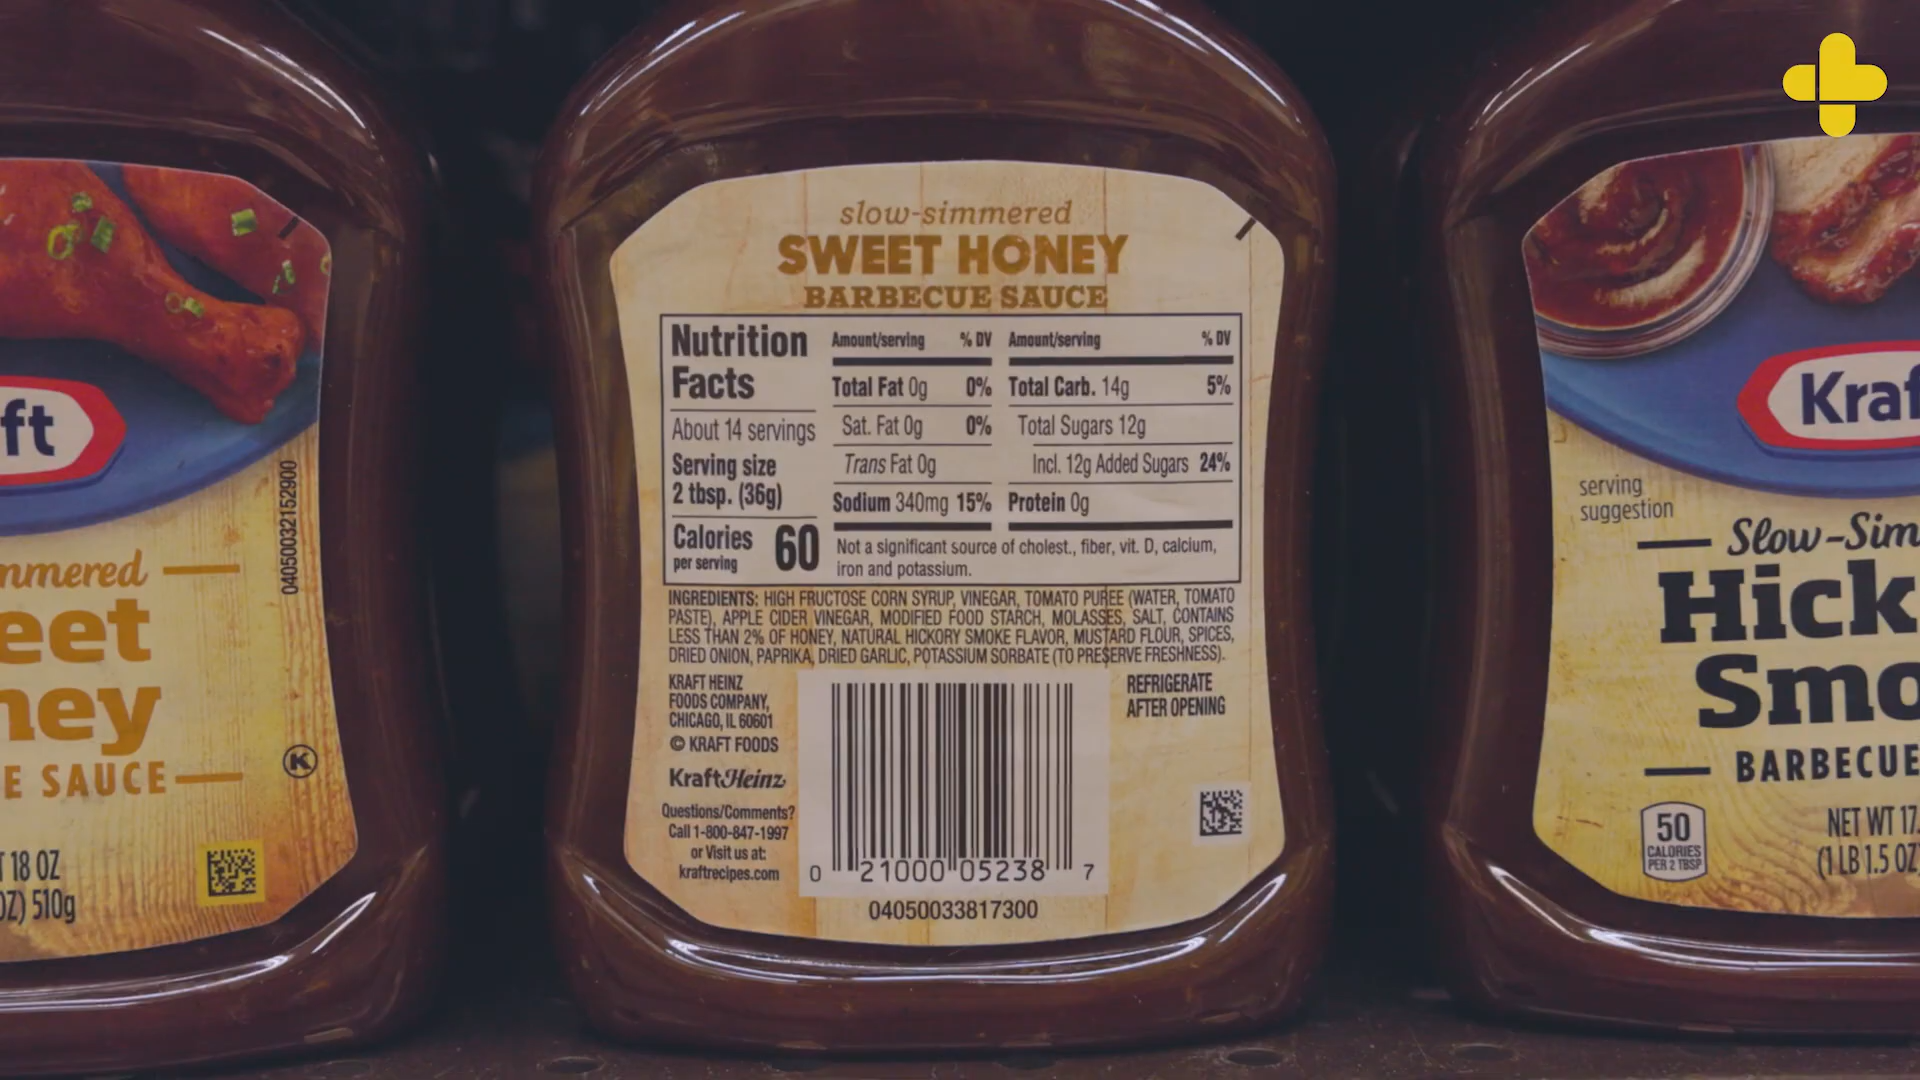 ft
04050032152900
mmered
eet
ney
E SAUCE
K
T 18 OZ
OZ) 510g
slow-simmered
SWEET HONEY
BARBECUE SAUCE
Nutrition
Facts
About 14 servings
Serving size
2 tbsp. (36g)
Calories 60
per serving
Amount/serving % DV
Total Fat 0g 0%
Sat. Fat 0g 0%
Trans Fat 0g
Sodium 340mg 15%
Amount/serving % DV
Total Carb. 14g 5%
Total Sugars 12g
Incl. 12g Added Sugars 24%
Protein 0g
Not a significant source of cholest., fiber, vit. D, calcium,
iron and potassium.
INGREDIENTS: HIGH FRUCTOSE CORN SYRUP, VINEGAR, TOMATO PUREE (WATER, TOMATO
PASTE), APPLE CIDER VINEGAR, MODIFIED FOOD STARCH, MOLASSES, SALT, CONTAINS
LESS THAN 2% OF HONEY, NATURAL HICKORY SMOKE FLAVOR, MUSTARD FLOUR, SPICES,
DRIED ONION, PAPRIKA, DRIED GARLIC, POTASSIUM SORBATE (TO PRESERVE FRESHNESS).
KRAFT HEINZ
FOODS COMPANY,
CHICAGO, IL 60601
© KRAFT FOODS
KraftHeinz
Questions/Comments?
Call 1-800-847-1997
or Visit us at:
kraftrecipes.com
REFRIGERATE
AFTER OPENING
0 21000 05238 7
04050033817300
Kraf
serving
suggestion
Slow-Sim
Hick
Smo
BARBECUE
50
CALORIES
PER 2 TBSP
NET WT 17.
(1 LB 1.5 OZ